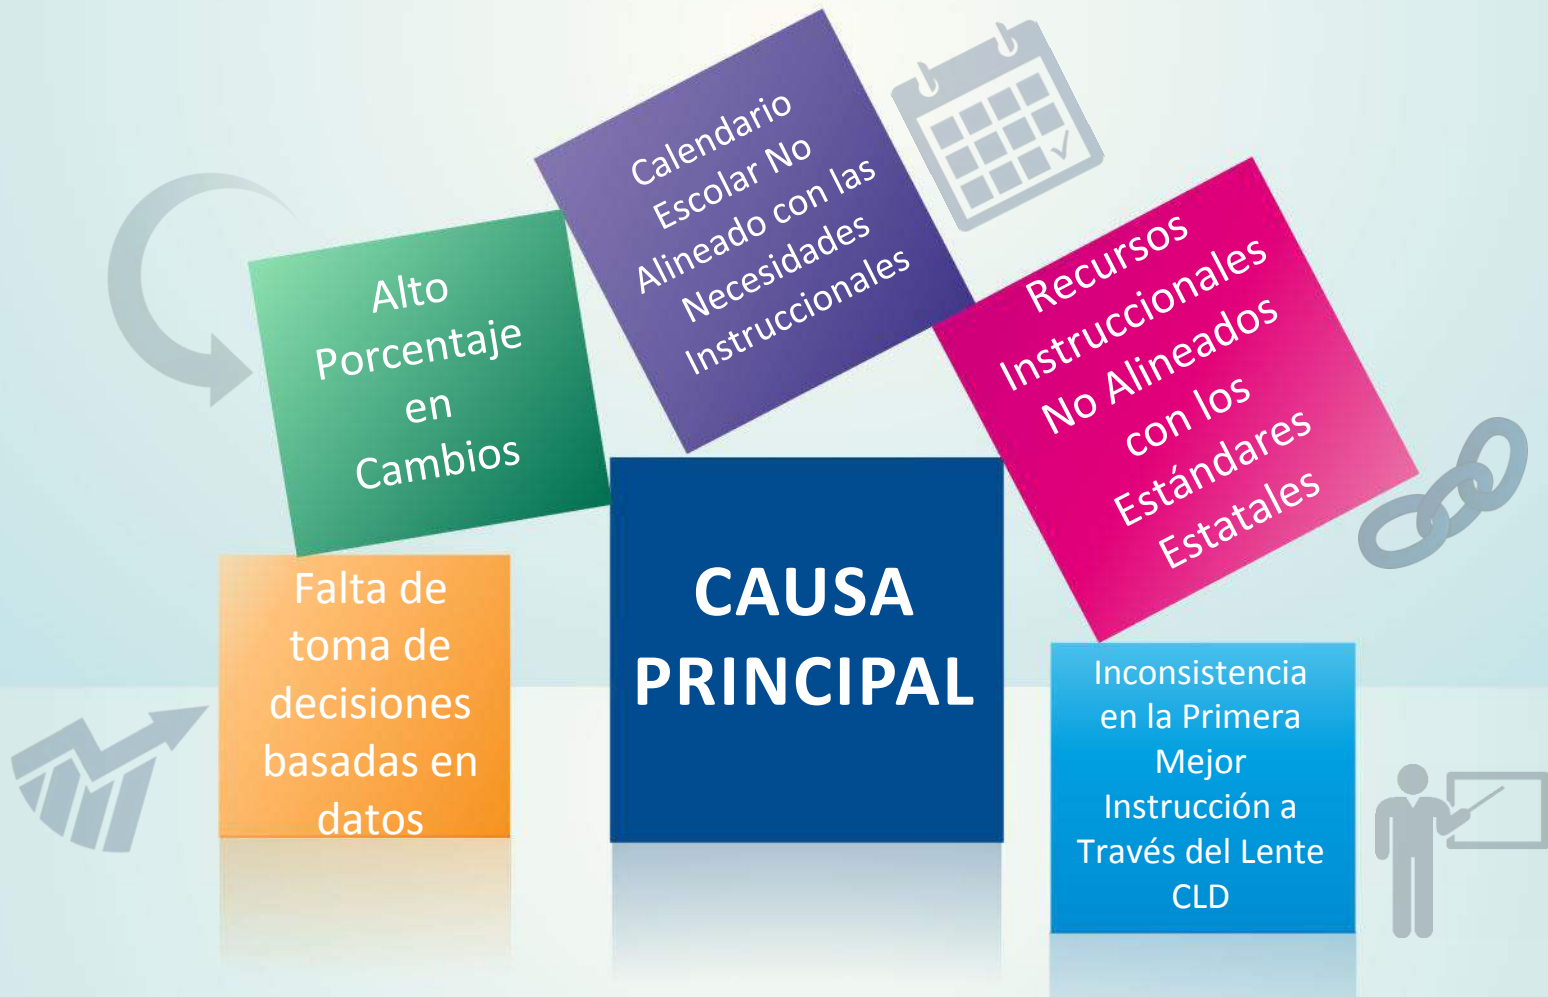 Calendario
Escolar No
Alineado con las
Necesidades
Instruccionales
Alto
Porcentaje
en
Cambios
Recursos
Instruccionales
No Alineados
con los
Estándares
Estatales
Falta de
toma de
decisiones
basadas en
datos
CAUSA
PRINCIPAL
Inconsistencia
en la Primera
Mejor
Instrucción a
Través del Lente
CLD